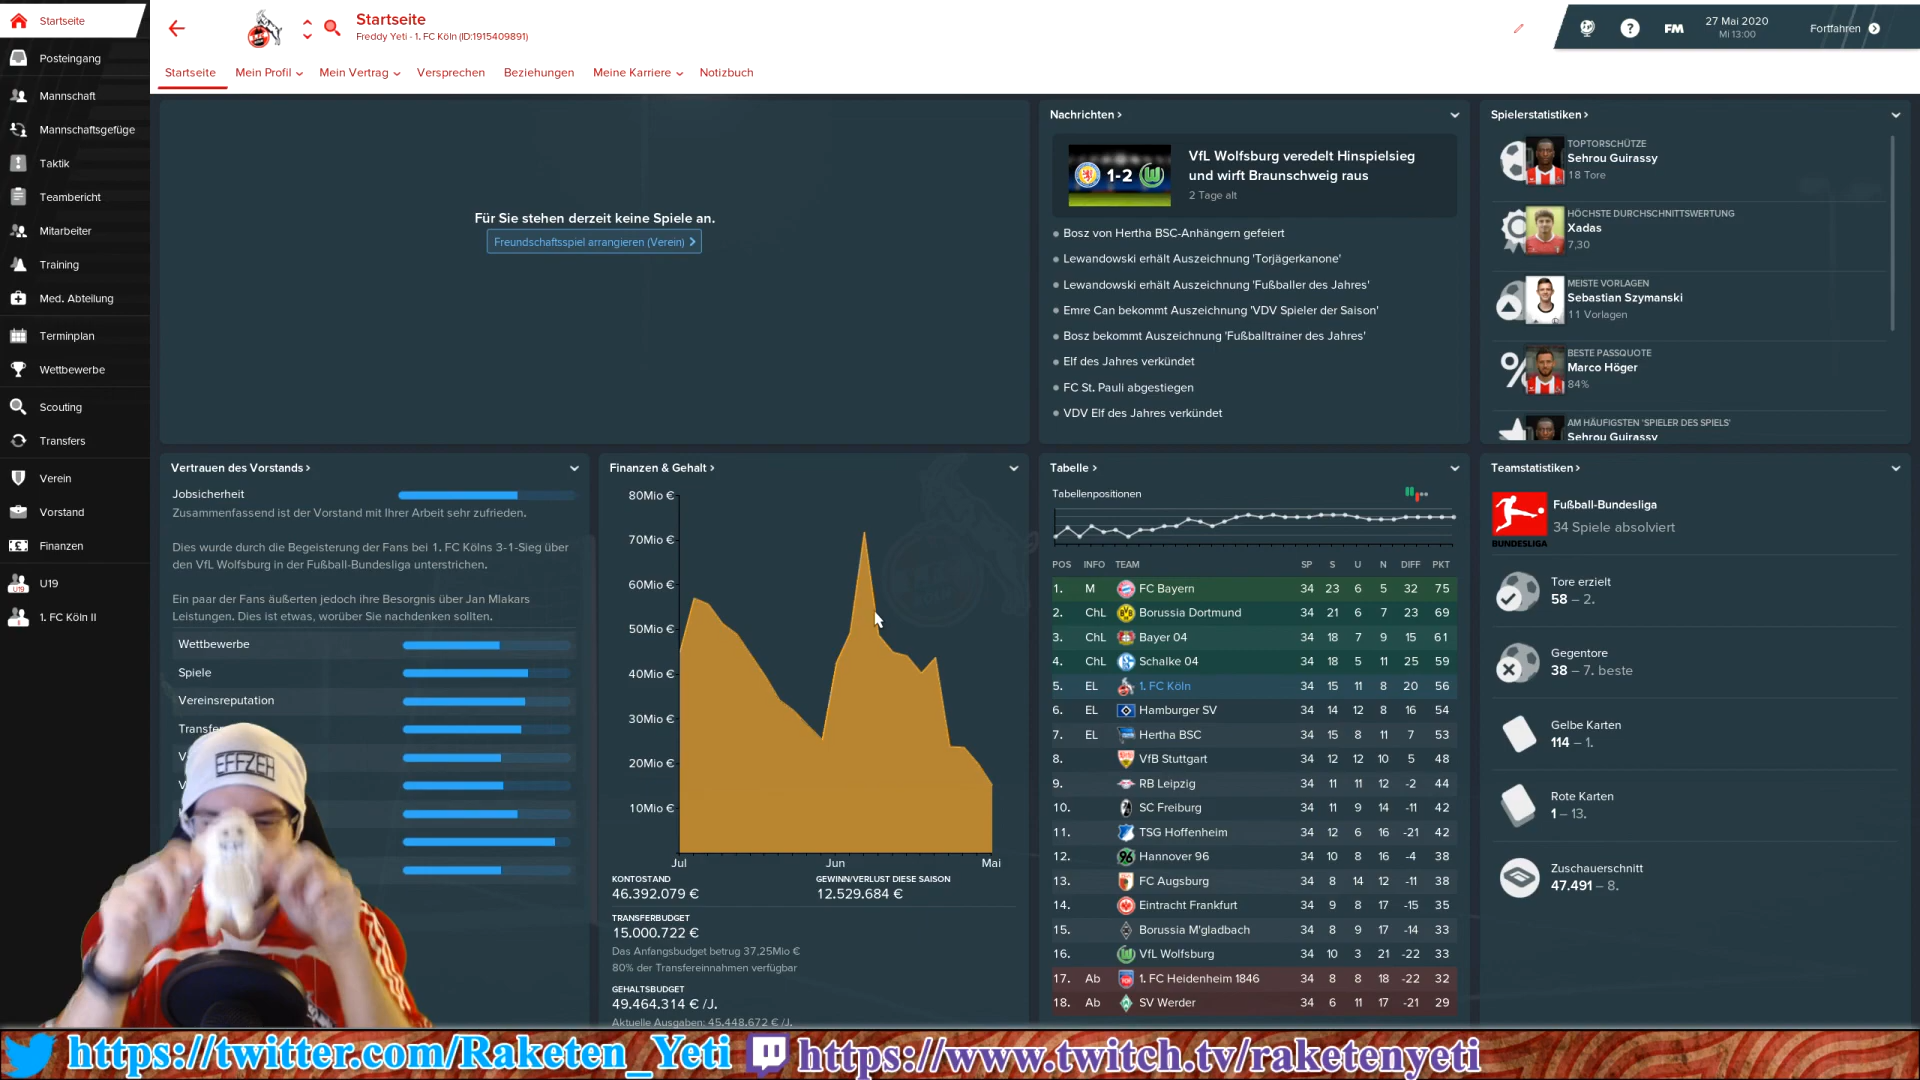 Startseite
Posteingang
Mannschaft
Mannschaftsgefüge
Taktik
Teambericht
Mitarbeiter
Training
Med. Abteilung
Terminplan
Wettbewerbe
Scouting
Transfers
Verein
Vorstand
Finanzen
U19
1. FC Köln II
Startseite
Freddy Yeti - 1. FC Köln (ID:1915409891)
Startseite Mein Profil Mein Vertrag Versprechen Beziehungen Meine Karriere Notizbuch
? FM 27 Mai 2020
Mi 13:00
Fortfahren
Für Sie stehen derzeit keine Spiele an.
Freundschaftsspiel arrangieren (Verein) >
Nachrichten >
1-2
VfL Wolfsburg veredelt Hinspielsieg
und wirft Braunschweig raus
2 Tage alt
Bosz von Hertha BSC-Anhängern gefeiert
Lewandowski erhält Auszeichnung 'Torjägerkanone'
Lewandowski erhält Auszeichnung 'Fußballer des Jahres'
Emre Can bekommt Auszeichnung 'VDV Spieler der Saison'
Bosz bekommt Auszeichnung 'Fußballtrainer des Jahres'
Elf des Jahres verkündet
FC St. Pauli abgestiegen
VDV Elf des Jahres verkündet
Spielerstatistiken >
TOPTORSCHÜTZE
Sehrou Guirassy
18 Tore
HÖCHSTE DURCHSCHNITTSWERTUNG
Xadas
7,30
MEISTE VORLAGEN
Sebastian Szymanski
11 Vorlagen
BESTE PASSQUOTE
Marco Höger
84%
AM HÄUFIGSTEN 'SPIELER DES SPIELS'
Sehrou Guirassy
Vertrauen des Vorstands >
Jobsicherheit
Zusammenfassend ist der Vorstand mit Ihrer Arbeit sehr zufrieden.
Dies wurde durch die Begeisterung der Fans bei 1. FC Kölns 3-1-Sieg über
den VfL Wolfsburg in der Fußball-Bundesliga unterstrichen.
Ein paar der Fans äußerten jedoch ihre Besorgnis über Jan Mlakars
Leistungen. Dies ist etwas, worüber Sie nachdenken sollten.
Wettbewerbe
Spiele
Vereinsreputation
EFFZEH
Finanzen & Gehalt >
80Mio €
70Mio €
60Mio €
50Mio €
40Mio €
30Mio €
20Mio €
10Mio €
Jul Jun Mai
KONTOSTAND
46.392.079 €
GEWINN/VERLUST DIESE SAISON
12.529.684 €
TRANSFERBUDGET
15.000.722 €
Das Anfangsbudget betrug 37,25Mio €
80% der Transfereinnahmen verfügbar
GEHALTSBUDGET
49.464.314 € /J.
Aktuelle Ausgaben: 45.448.672 € /J.
Tabelle >
Tabellenpositionen
POS INFO TEAM SP S U N DIFF PKT
1. M FC Bayern 34 23 6 5 32 75
2. ChL Borussia Dortmund 34 21 6 7 23 69
3. ChL Bayer 04 34 18 7 9 15 61
4. ChL Schalke 04 34 18 5 11 25 59
5. EL 1. FC Köln 34 15 11 8 20 56
6. EL Hamburger SV 34 14 12 8 16 54
7. EL Hertha BSC 34 15 8 11 7 53
8. VfB Stuttgart 34 12 12 10 5 48
9. RB Leipzig 34 11 11 12 -2 44
10. SC Freiburg 34 11 9 14 -11 42
11. TSG Hoffenheim 34 12 6 16 -21 42
12. Hannover 96 34 10 8 16 -4 38
13. FC Augsburg 34 8 14 12 -11 38
14. Eintracht Frankfurt 34 9 8 17 -15 35
15. Borussia M'gladbach 34 8 9 17 -14 33
16. VfL Wolfsburg 34 10 3 21 -22 33
17. Ab 1. FC Heidenheim 1846 34 8 8 18 -22 32
18. Ab SV Werder 34 6 11 17 -21 29
Teamstatistiken >
BUNDESLIGA
Fußball-Bundesliga
34 Spiele absolviert
Tore erzielt
58 – 2.
Gegentore
38 – 7. beste
Gelbe Karten
114 – 1.
Rote Karten
1 – 13.
Zuschauerschnitt
47.491 – 8.
https://twitter.com/Raketen_Yeti https://www.twitch.tv/raketenyeti